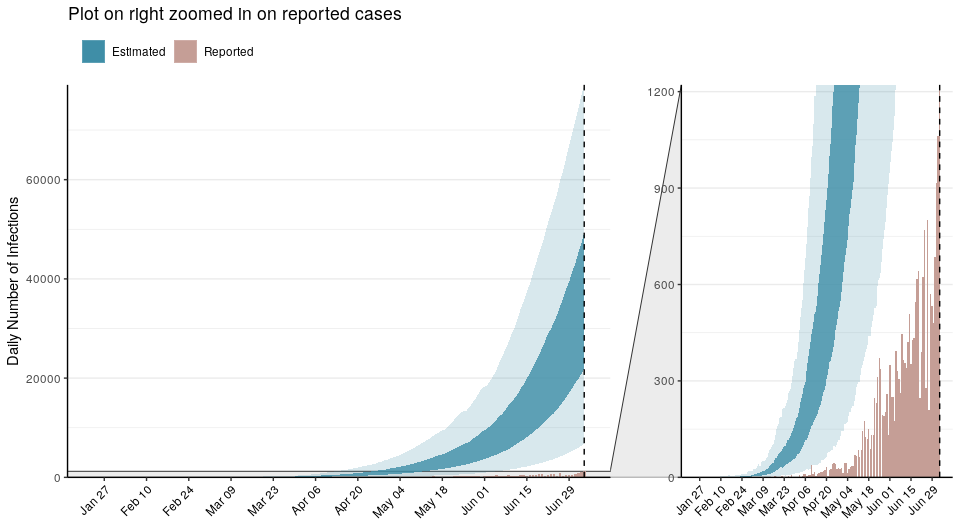 Plot on right zoomed in on reported cases
Estimated Reported
Daily Number of Infections
60000
40000
20000
0
Jan 27 Feb 10 Feb 24 Mar 09 Mar 23 Apr 06 Apr 20 May 04 May 18 Jun 01 Jun 15 Jun 29
1200
900
600
300
0
Jan 27 Feb 10 Feb 24 Mar 09 Mar 23 Apr 06 Apr 20 May 04 May 18 Jun 01 Jun 15 Jun 29